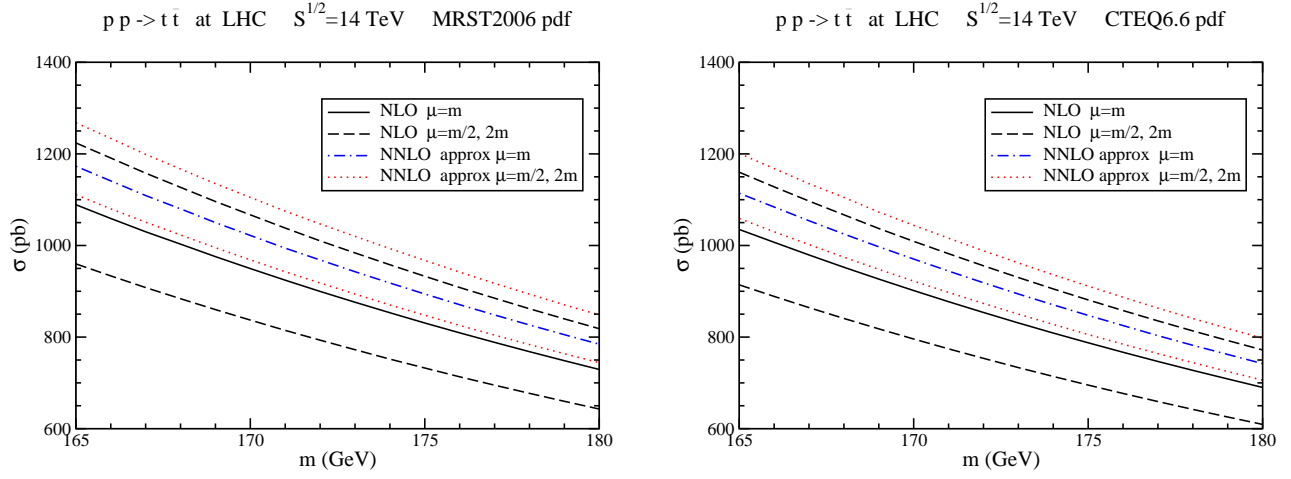 p p -> t t̄ at LHC S^1/2=14 TeV MRST2006 pdf
1400
1200
1000
800
600
σ (pb)
NLO μ=m
NLO μ=m/2, 2m
NNLO approx μ=m
NNLO approx μ=m/2, 2m
165 170 175 180
m (GeV)
p p -> t t̄ at LHC S^1/2=14 TeV CTEQ6.6 pdf
1400
1200
1000
800
600
σ (pb)
NLO μ=m
NLO μ=m/2, 2m
NNLO approx μ=m
NNLO approx μ=m/2, 2m
165 170 175 180
m (GeV)